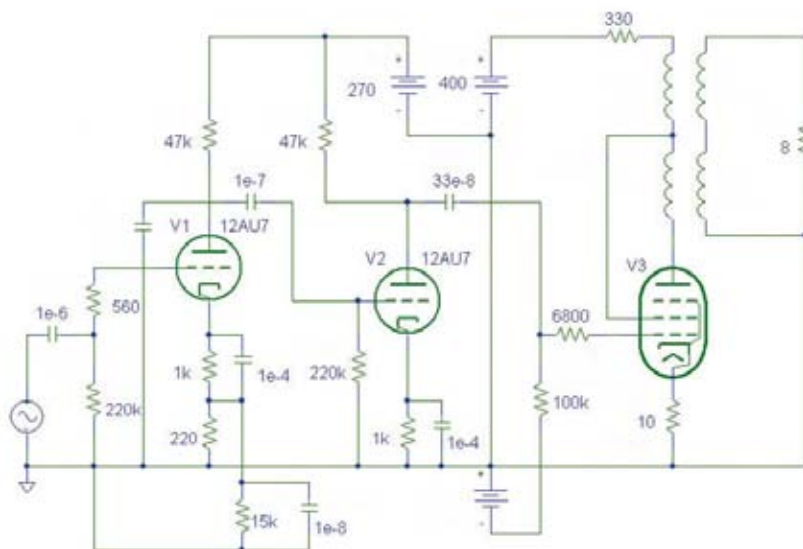 330
+
270
+
400
-
-
47k
47k
8
1e-7
33e-8
V1
12AU7
V2
12AU7
V3
1e-6
560
6800
1k
1e-4
220k
220k
220
100k
10
1k
1e-4
+
-
15k
1e-8